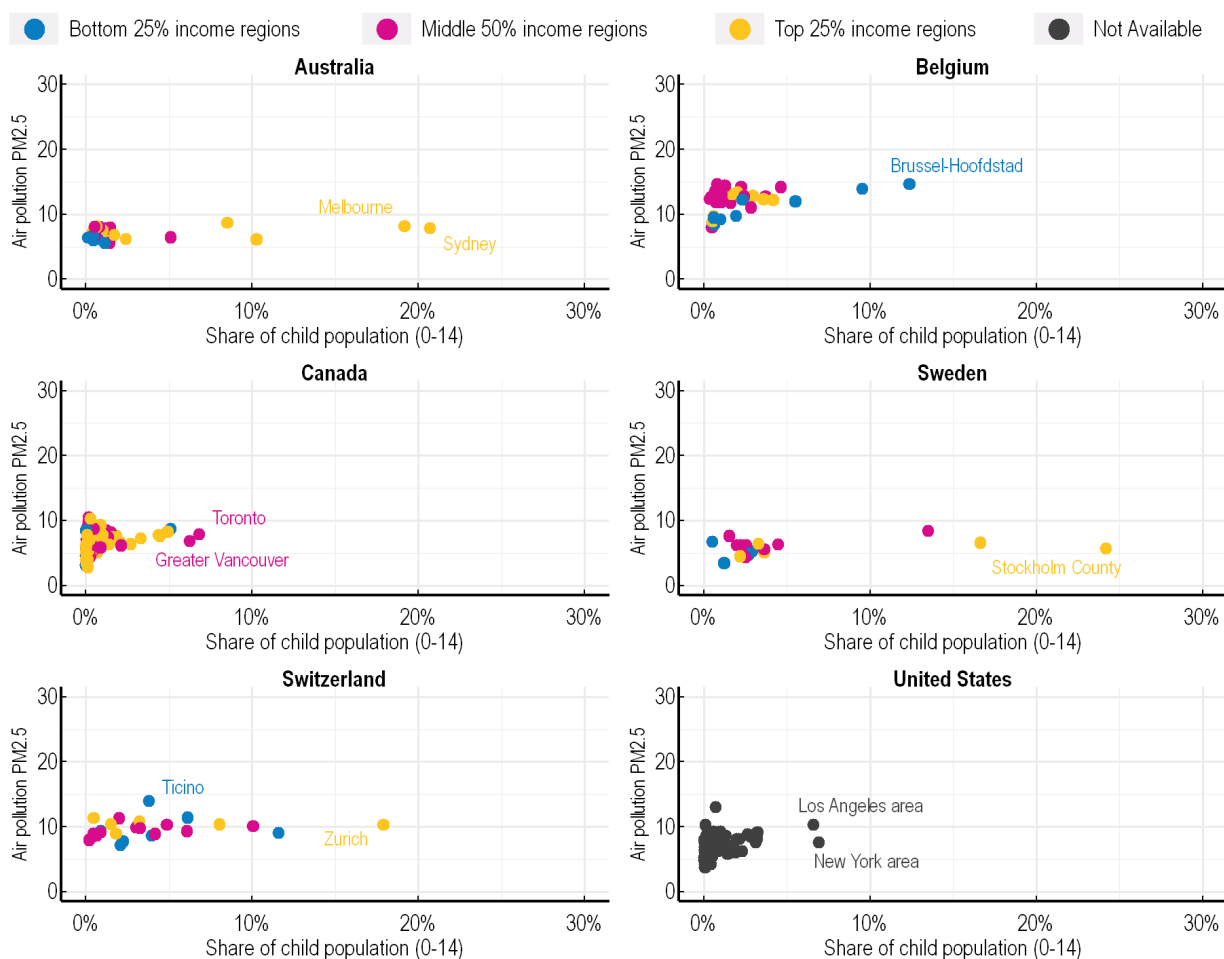 Bottom 25% income regions
Middle 50% income regions
Top 25% income regions
Not Available
Australia
Air pollution PM2.5
30
20
10
0
Melbourne
Sydney
0% 10% 20% 30%
Share of child population (0-14)
Belgium
Air pollution PM2.5
30
20
10
0
Brussel-Hoofdstad
0% 10% 20% 30%
Share of child population (0-14)
Canada
Air pollution PM2.5
30
20
10
0
Toronto
Greater Vancouver
0% 10% 20% 30%
Share of child population (0-14)
Sweden
Air pollution PM2.5
30
20
10
0
Stockholm County
0% 10% 20% 30%
Share of child population (0-14)
Switzerland
Air pollution PM2.5
30
20
10
0
Ticino
Zurich
0% 10% 20% 30%
Share of child population (0-14)
United States
Air pollution PM2.5
30
20
10
0
Los Angeles area
New York area
0% 10% 20% 30%
Share of child population (0-14)